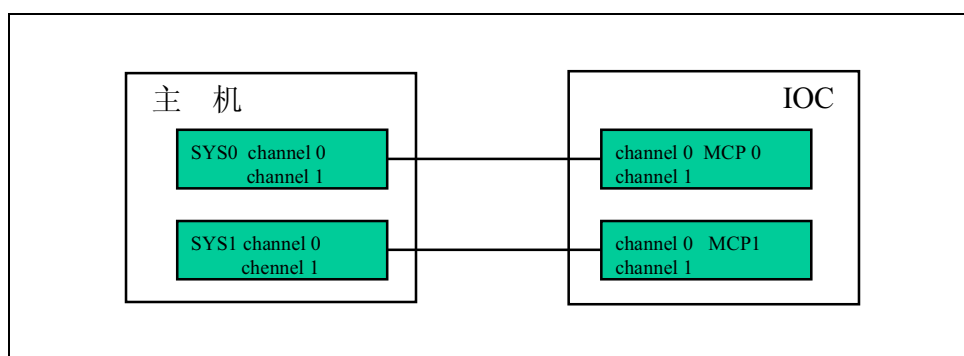 主 机
IOC
SYS0 channel 0
channel 1
channel 0 MCP 0
channel 1
SYS1 channel 0
chennel 1
channel 0 MCP1
channel 1